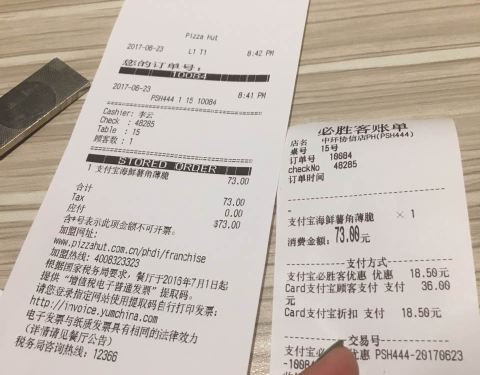 Pizza Hut
2017-06-23 L1 T1 8:42 PM
您的订单号:
10084
2017-06-23 8:41 PM
PSH444 1 15 10084
Cashier: 李云
Check : 48285
Table : 15
顾客数 : 1
STORED ORDER
1 支付宝海鲜薯角薄脆 73.00
合计 73.00
Tax 0.00
应付 $73.00
含*号表示此项金额不可开票。
加盟网址:
www.pizzahut.com.cn/phdi/franchise
加盟热线: 4008323323
根据国家税务局要求,餐厅于2016年7月1日起
提供"增值税电子普通发票"提取码。
请您登录指定网站使用提取码自行打印发票:
http://invoice.yumchina.com
电子发票与纸质发票具有相同的法律效力
(详情请见餐厅公告)
税务局咨询热线: 12366
必胜客账单
店名 中环协信店PH(PSH444)
桌号 15号
订单号 10084
checkNo 48285
订单时间
支付宝海鲜薯角薄脆 × 1
消费金额: 73.00元
支付方式
支付宝必胜客优惠 优惠 18.50元
Card支付宝顾客支付 支付 36.00
元
Card支付宝折扣 支付 18.50元
交易号
支付宝必 优惠 PSH444-20170623
-10084